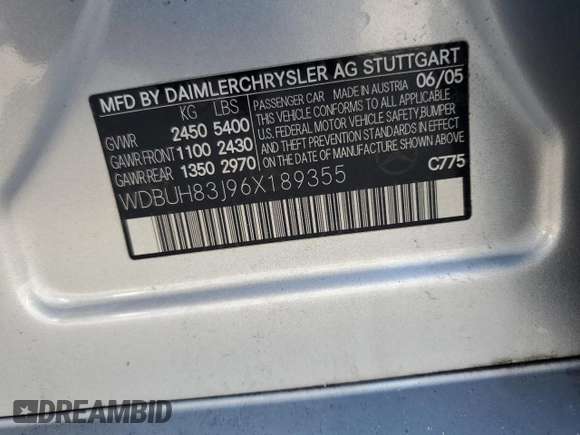 MFD BY DAIMLERCHRYSLER AG STUTTGART
KG LBS
GVWR 2450 5400
GAWR FRONT 1100 2430
GAWR REAR 1350 2970
PASSENGER CAR MADE IN AUSTRIA 06/05
THIS VEHICLE CONFORMS TO ALL APPLICABLE
U.S. FEDERAL MOTOR VEHICLE SAFETY, BUMPER
AND THEFT PREVENTION STANDARDS IN EFFECT
ON THE DATE OF MANUFACTURE SHOWN ABOVE
C775
WDBUH83J96X189355
DREAMBID